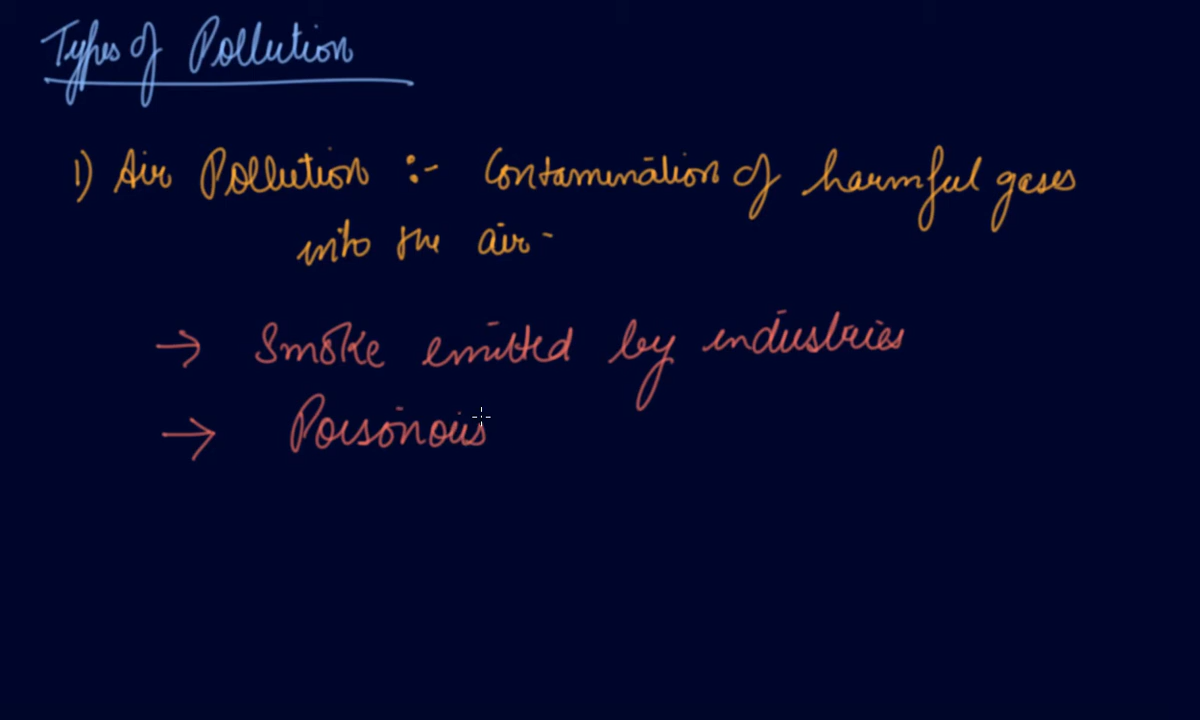 Types of Pollution
1) Air Pollution :- Contamination of harmful gases
into the air -
→ Smoke emitted by industries
→ Poisonous